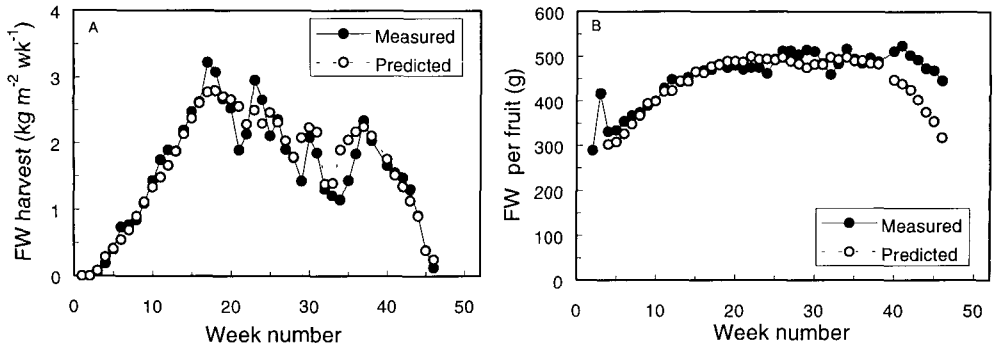 A
Measured
Predicted
4
3
2
1
0
FW harvest (kg m-2 wk-1)
0 10 20 30 40 50
Week number
B
Measured
Predicted
600
500
400
300
200
100
0
FW per fruit (g)
0 10 20 30 40 50
Week number